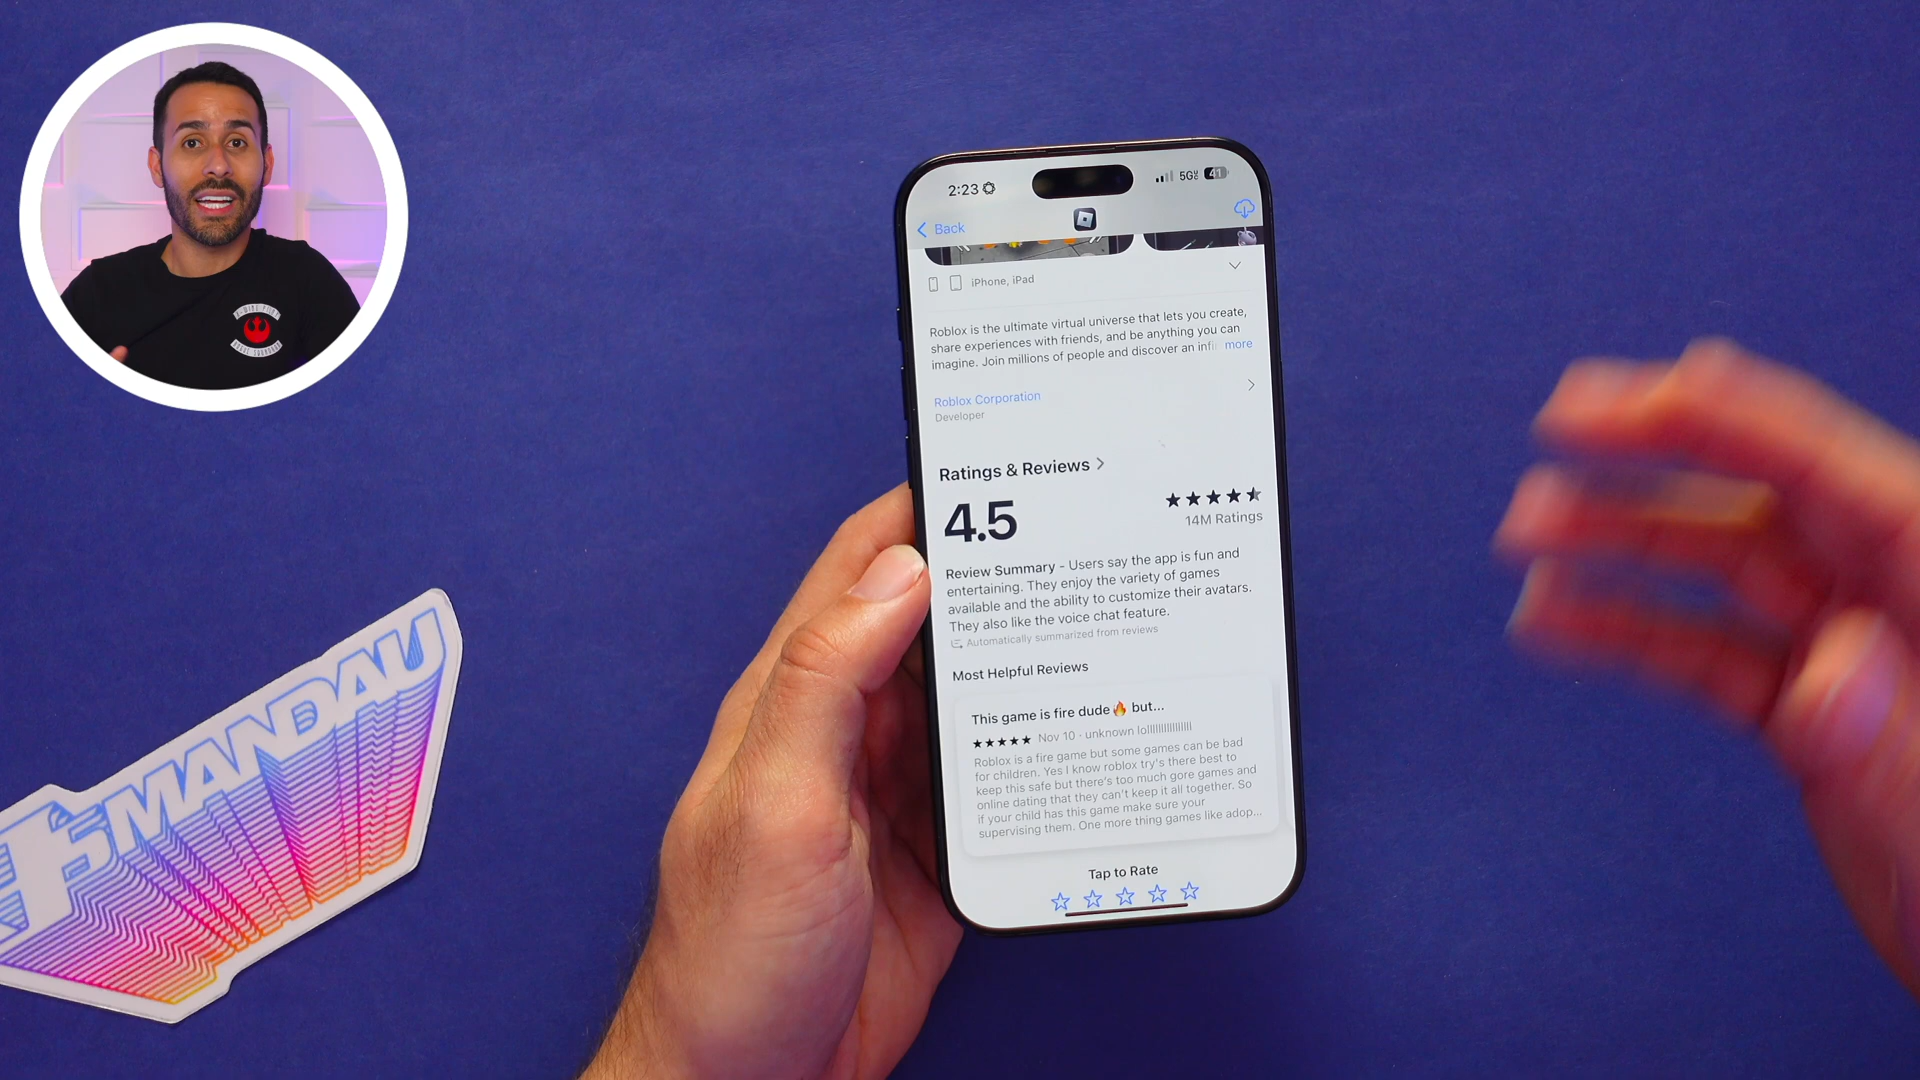 2:23
5G
41
Back
iPhone, iPad
Roblox is the ultimate virtual universe that lets you create,
share experiences with friends, and be anything you can
imagine. Join millions of people and discover an infi more
Roblox Corporation
Developer
Ratings & Reviews
4.5
14M Ratings
Review Summary - Users say the app is fun and
entertaining. They enjoy the variety of games
available and the ability to customize their avatars.
They also like the voice chat feature.
Automatically summarized from reviews
Most Helpful Reviews
This game is fire dude🔥 but...
Nov 10 · unknown
Roblox is a fire game but some games can be bad
for children. Yes I know roblox try's there best to
keep this safe but there's too much gore games and
online dating that they can't keep it all together. So
if your child has this game make sure your
supervising them. One more thing games like adop...
Tap to Rate
SMANDAU